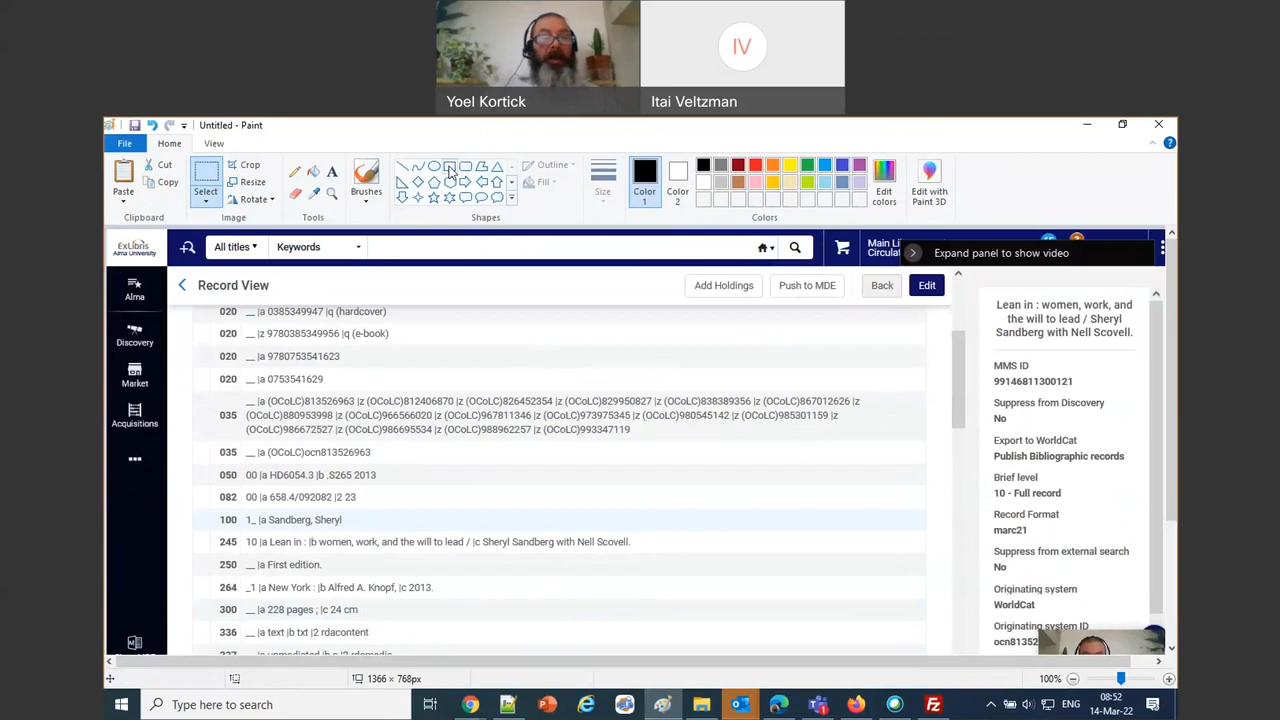 IV
Yoel Kortick
Itai Veltzman
Untitled - Paint
File
Home
View
Paste
Cut
Copy
Clipboard
Select
Crop
Resize
Rotate
Image
A
Tools
Brushes
Outline
Fill
Shapes
Size
Color
1
Color
2
Edit
colors
Colors
Edit with
Paint 3D
ExLibris
Alma University
All titles
Keywords
Main Li
Circulat
Expand panel to show video
Alma
Discovery
Market
Acquisitions
Record View
Add Holdings
Push to MDE
Back
Edit
020 __ |a 0385349947 |q (hardcover)
020 __ |z 9780385349956 |q (e-book)
020 __ |a 9780753541623
020 __ |a 0753541629
035 __ |a (OCoLC)813526963 |z (OCoLC)812406870 |z (OCoLC)826452354 |z (OCoLC)829950827 |z (OCoLC)838389356 |z (OCoLC)867012626 |z
(OCoLC)880953998 |z (OCoLC)966566020 |z (OCoLC)967811346 |z (OCoLC)973975345 |z (OCoLC)980545142 |z (OCoLC)985301159 |z
(OCoLC)986672527 |z (OCoLC)986695534 |z (OCoLC)988962257 |z (OCoLC)993347119
035 __ |a (OCoLC)ocn813526963
050 00 |a HD6054.3 |b .S265 2013
082 00 |a 658.4/092082 |2 23
100 1_ |a Sandberg, Sheryl
245 10 |a Lean in : |b women, work, and the will to lead / |c Sheryl Sandberg with Nell Scovell.
250 __ |a First edition.
264 _1 |a New York : |b Alfred A. Knopf, |c 2013.
300 __ |a 228 pages ; |c 24 cm
336 __ |a text |b txt |2 rdacontent
Lean in : women, work, and
the will to lead / Sheryl
Sandberg with Nell Scovell.
MMS ID
99146811300121
Suppress from Discovery
No
Export to WorldCat
Publish Bibliographic records
Brief level
10 - Full record
Record Format
marc21
Suppress from external search
No
Originating system
WorldCat
Originating system ID
ocn81352
1366 × 768px
100%
Type here to search
ENG
08:52
14-Mar-22